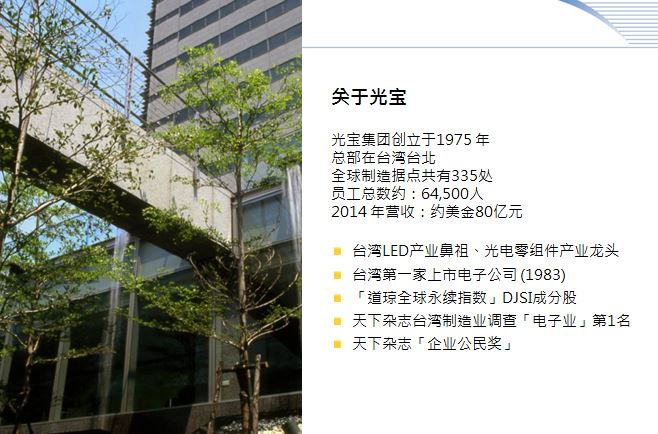 关于光宝
光宝集团创立于1975 年
总部在台湾台北
全球制造据点共有335处
员工总数约：64,500人
2014 年营收：约美金80亿元
台湾LED产业鼻祖、光电零组件产业龙头
台湾第一家上市电子公司 (1983)
「道琼全球永续指数」DJSI成分股
天下杂志台湾制造业调查「电子业」第1名
天下杂志「企业公民奖」